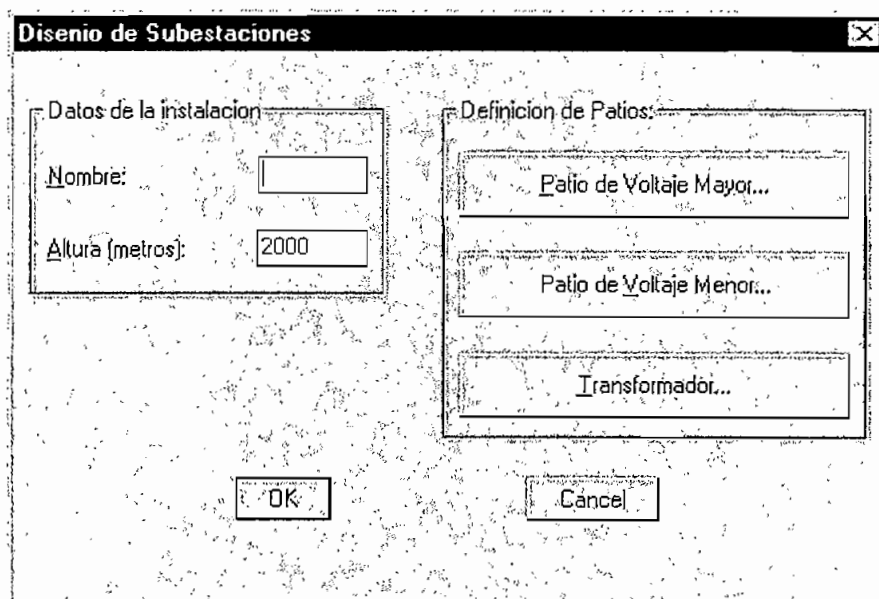 Disenio de Subestaciones
Datos de la instalacion
Nombre:
Altura (metros): 2000
Definicion de Patios:
Patio de Voltaje Mayor...
Patio de Voltaje Menor...
Transformador...
OK
Cancel